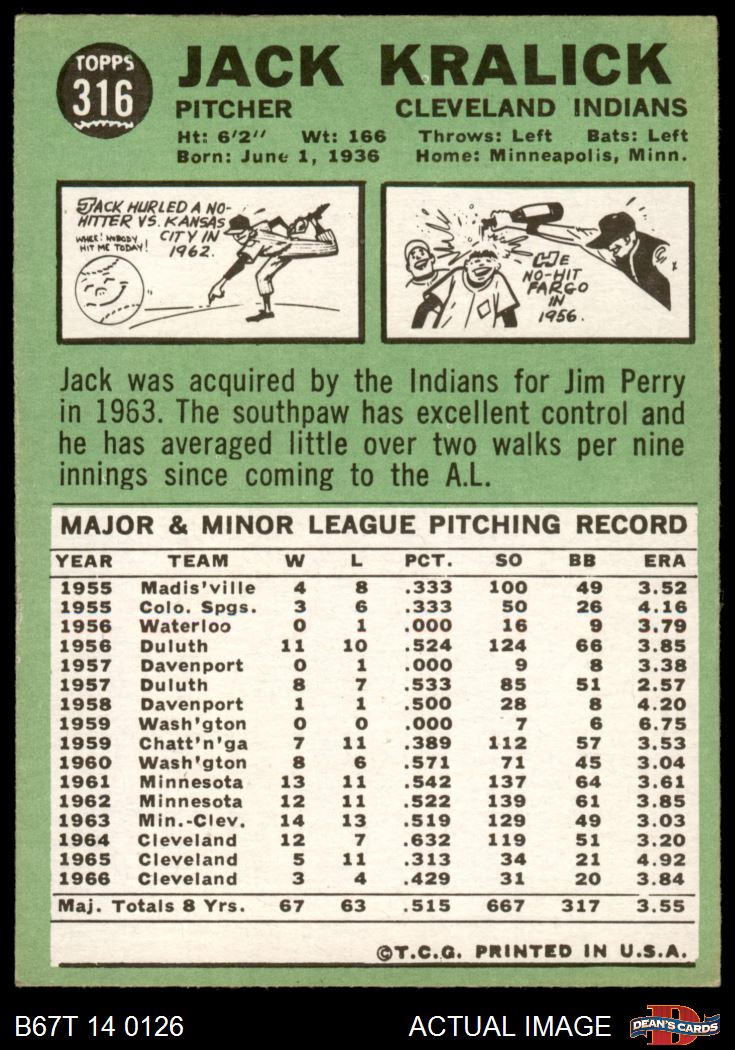 TOPPS
316
JACK KRALICK
PITCHER CLEVELAND INDIANS
Ht: 6'2" Wt: 166 Throws: Left Bats: Left
Born: June 1, 1936 Home: Minneapolis, Minn.
JACK HURLED A NO-
HITTER VS. KANSAS
CITY IN
1962.
WHEE! NOBODY
HIT ME TODAY!
HE
NO-HIT
FARGO
IN
1956.
Jack was acquired by the Indians for Jim Perry
in 1963. The southpaw has excellent control and
he has averaged little over two walks per nine
innings since coming to the A.L.
MAJOR & MINOR LEAGUE PITCHING RECORD
YEAR TEAM W L PCT. SO BB ERA
1955 Madis'ville 4 8 .333 100 49 3.52
1955 Colo. Spgs. 3 6 .333 50 26 4.16
1956 Waterloo 0 1 .000 16 9 3.79
1956 Duluth 11 10 .524 124 66 3.85
1957 Davenport 0 1 .000 9 8 3.38
1957 Duluth 8 7 .533 85 51 2.57
1958 Davenport 1 1 .500 28 8 4.20
1959 Wash'gton 0 0 .000 7 6 6.75
1959 Chatt'n'ga 7 11 .389 112 57 3.53
1960 Wash'gton 8 6 .571 71 45 3.04
1961 Minnesota 13 11 .542 137 64 3.61
1962 Minnesota 12 11 .522 139 61 3.85
1963 Min.-Clev. 14 13 .519 129 49 3.03
1964 Cleveland 12 7 .632 119 51 3.20
1965 Cleveland 5 11 .313 34 21 4.92
1966 Cleveland 3 4 .429 31 20 3.84
Maj. Totals 8 Yrs. 67 63 .515 667 317 3.55
©T.C.G. PRINTED IN U.S.A.
B67T 14 0126 ACTUAL IMAGE
DEAN'S CARDS